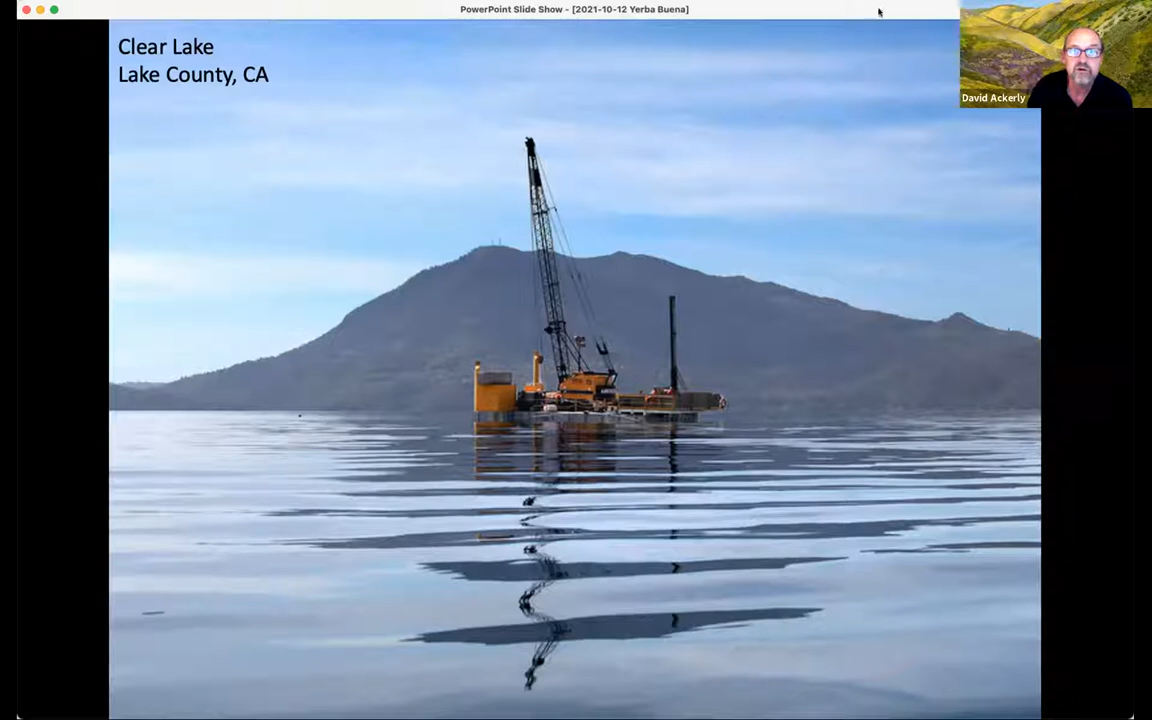 PowerPoint Slide Show - [2021-10-12 Yerba Buena]
Clear Lake
Lake County, CA
David Ackerly